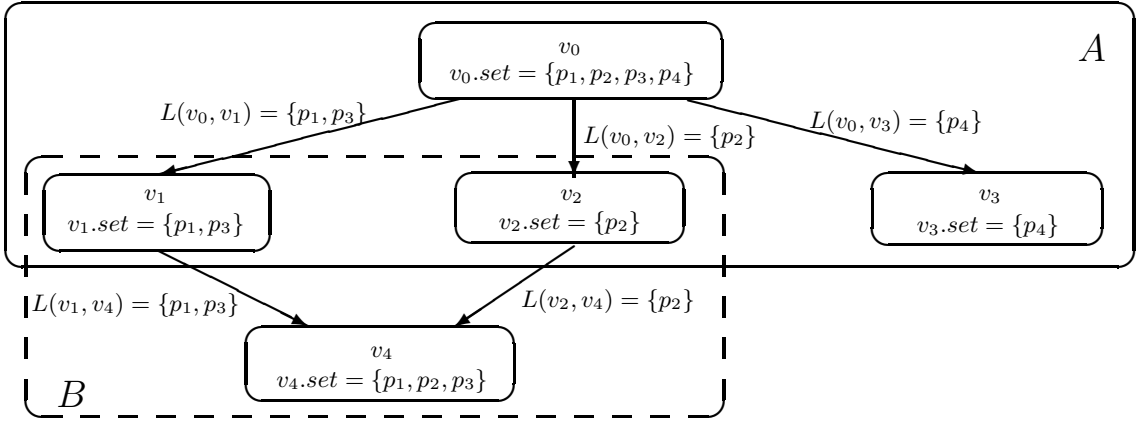 v₀
v₀.set = {p₁, p₂, p₃, p₄}
A
L(v₀, v₁) = {p₁, p₃}
L(v₀, v₂) = {p₂}
L(v₀, v₃) = {p₄}
v₁
v₁.set = {p₁, p₃}
v₂
v₂.set = {p₂}
v₃
v₃.set = {p₄}
L(v₁, v₄) = {p₁, p₃}
L(v₂, v₄) = {p₂}
v₄
v₄.set = {p₁, p₂, p₃}
B